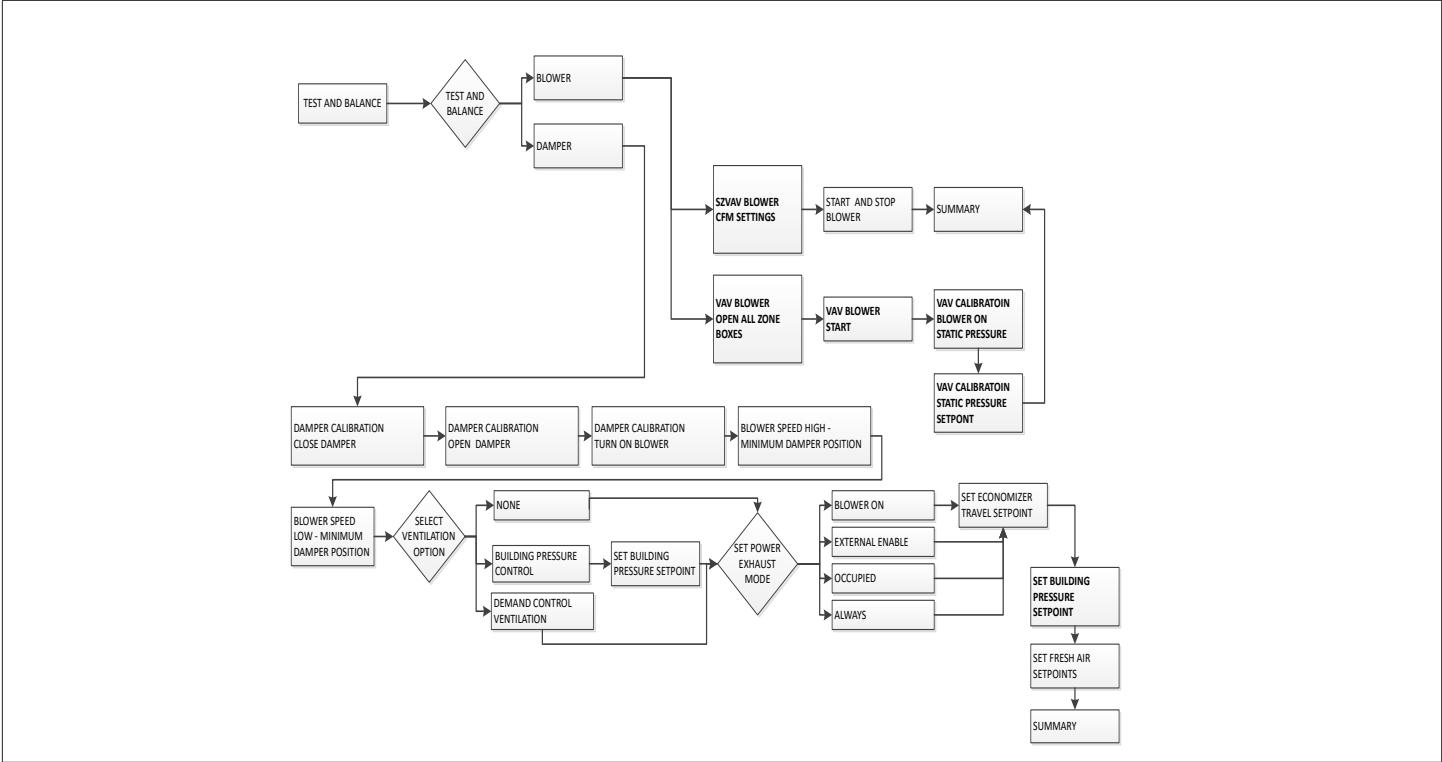 TEST AND BALANCE
TEST AND
BALANCE
BLOWER
DAMPER
SZVAV BLOWER
CFM SETTINGS
START AND STOP
BLOWER
SUMMARY
VAV BLOWER
OPEN ALL ZONE
BOXES
VAV BLOWER
START
VAV CALIBRATOIN
BLOWER ON
STATIC PRESSURE
VAV CALIBRATOIN
STATIC PRESSURE
SETPONT
DAMPER CALIBRATION
CLOSE DAMPER
DAMPER CALIBRATION
OPEN DAMPER
DAMPER CALIBRATION
TURN ON BLOWER
BLOWER SPEED HIGH -
MINIMUM DAMPER POSITION
BLOWER SPEED
LOW - MINIMUM
DAMPER POSITION
SELECT
VENTILATION
OPTION
NONE
BUILDING PRESSURE
CONTROL
SET BUILDING
PRESSURE SETPOINT
DEMAND CONTROL
VENTILATION
SET POWER
EXHAUST
MODE
BLOWER ON
EXTERNAL ENABLE
OCCUPIED
ALWAYS
SET ECONOMIZER
TRAVEL SETPOINT
SET BUILDING
PRESSURE
SETPOINT
SET FRESH AIR
SETPOINTS
SUMMARY